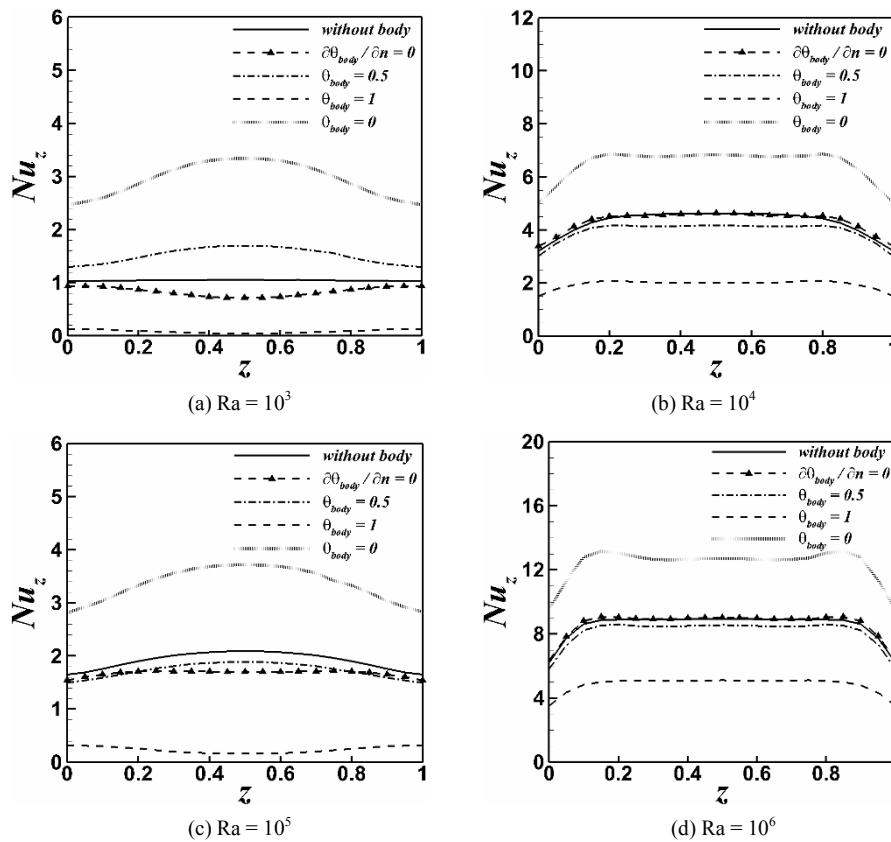 without body
∂θbody / ∂n = 0
θbody = 0.5
θbody = 1
θbody = 0
Nuz
6
5
4
3
2
1
0
0 0.2 0.4 0.6 0.8 1
z
(a) Ra = 10³
without body
∂θbody / ∂n = 0
θbody = 0.5
θbody = 1
θbody = 0
Nuz
12
10
8
6
4
2
0
0 0.2 0.4 0.6 0.8 1
z
(b) Ra = 10⁴
without body
∂θbody / ∂n = 0
θbody = 0.5
θbody = 1
θbody = 0
Nuz
6
5
4
3
2
1
0
0 0.2 0.4 0.6 0.8 1
z
(c) Ra = 10⁵
without body
∂θbody / ∂n = 0
θbody = 0.5
θbody = 1
θbody = 0
Nuz
20
16
12
8
4
0
0 0.2 0.4 0.6 0.8 1
z
(d) Ra = 10⁶